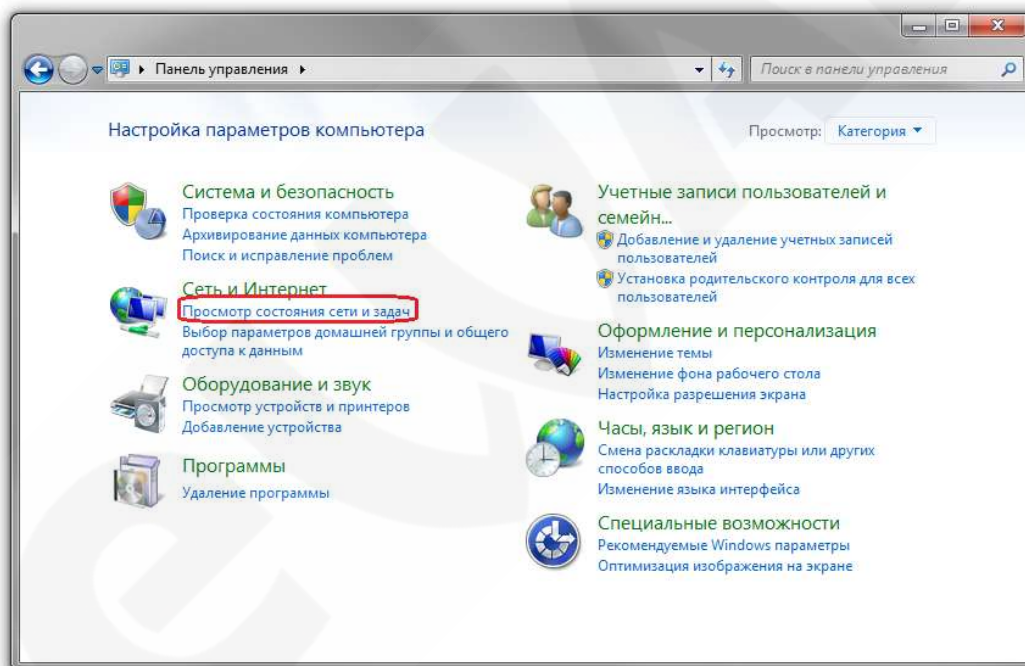 Панель управления
Поиск в панели управления
Настройка параметров компьютера
Просмотр: Категория
Система и безопасность
Проверка состояния компьютера
Архивирование данных компьютера
Поиск и исправление проблем
Сеть и Интернет
Просмотр состояния сети и задач
Выбор параметров домашней группы и общего
доступа к данным
Оборудование и звук
Просмотр устройств и принтеров
Добавление устройства
Программы
Удаление программы
Учетные записи пользователей и
семейн...
Добавление и удаление учетных записей
пользователей
Установка родительского контроля для всех
пользователей
Оформление и персонализация
Изменение темы
Изменение фона рабочего стола
Настройка разрешения экрана
Часы, язык и регион
Смена раскладки клавиатуры или других
способов ввода
Изменение языка интерфейса
Специальные возможности
Рекомендуемые Windows параметры
Оптимизация изображения на экране